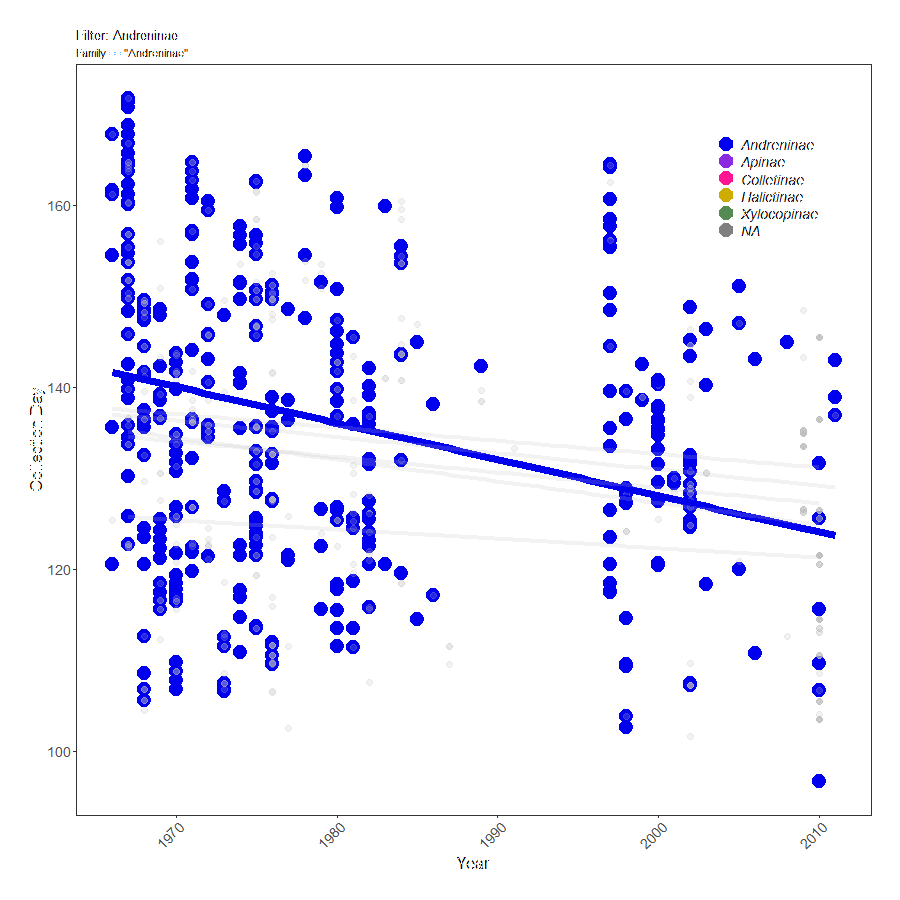 Filter: Andreninae
Family == "Andreninae"
Collection Day
160
140
120
100
Andreninae
Apinae
Colletinae
Halictinae
Xylocopinae
NA
1970
1980
1990
2000
2010
Year